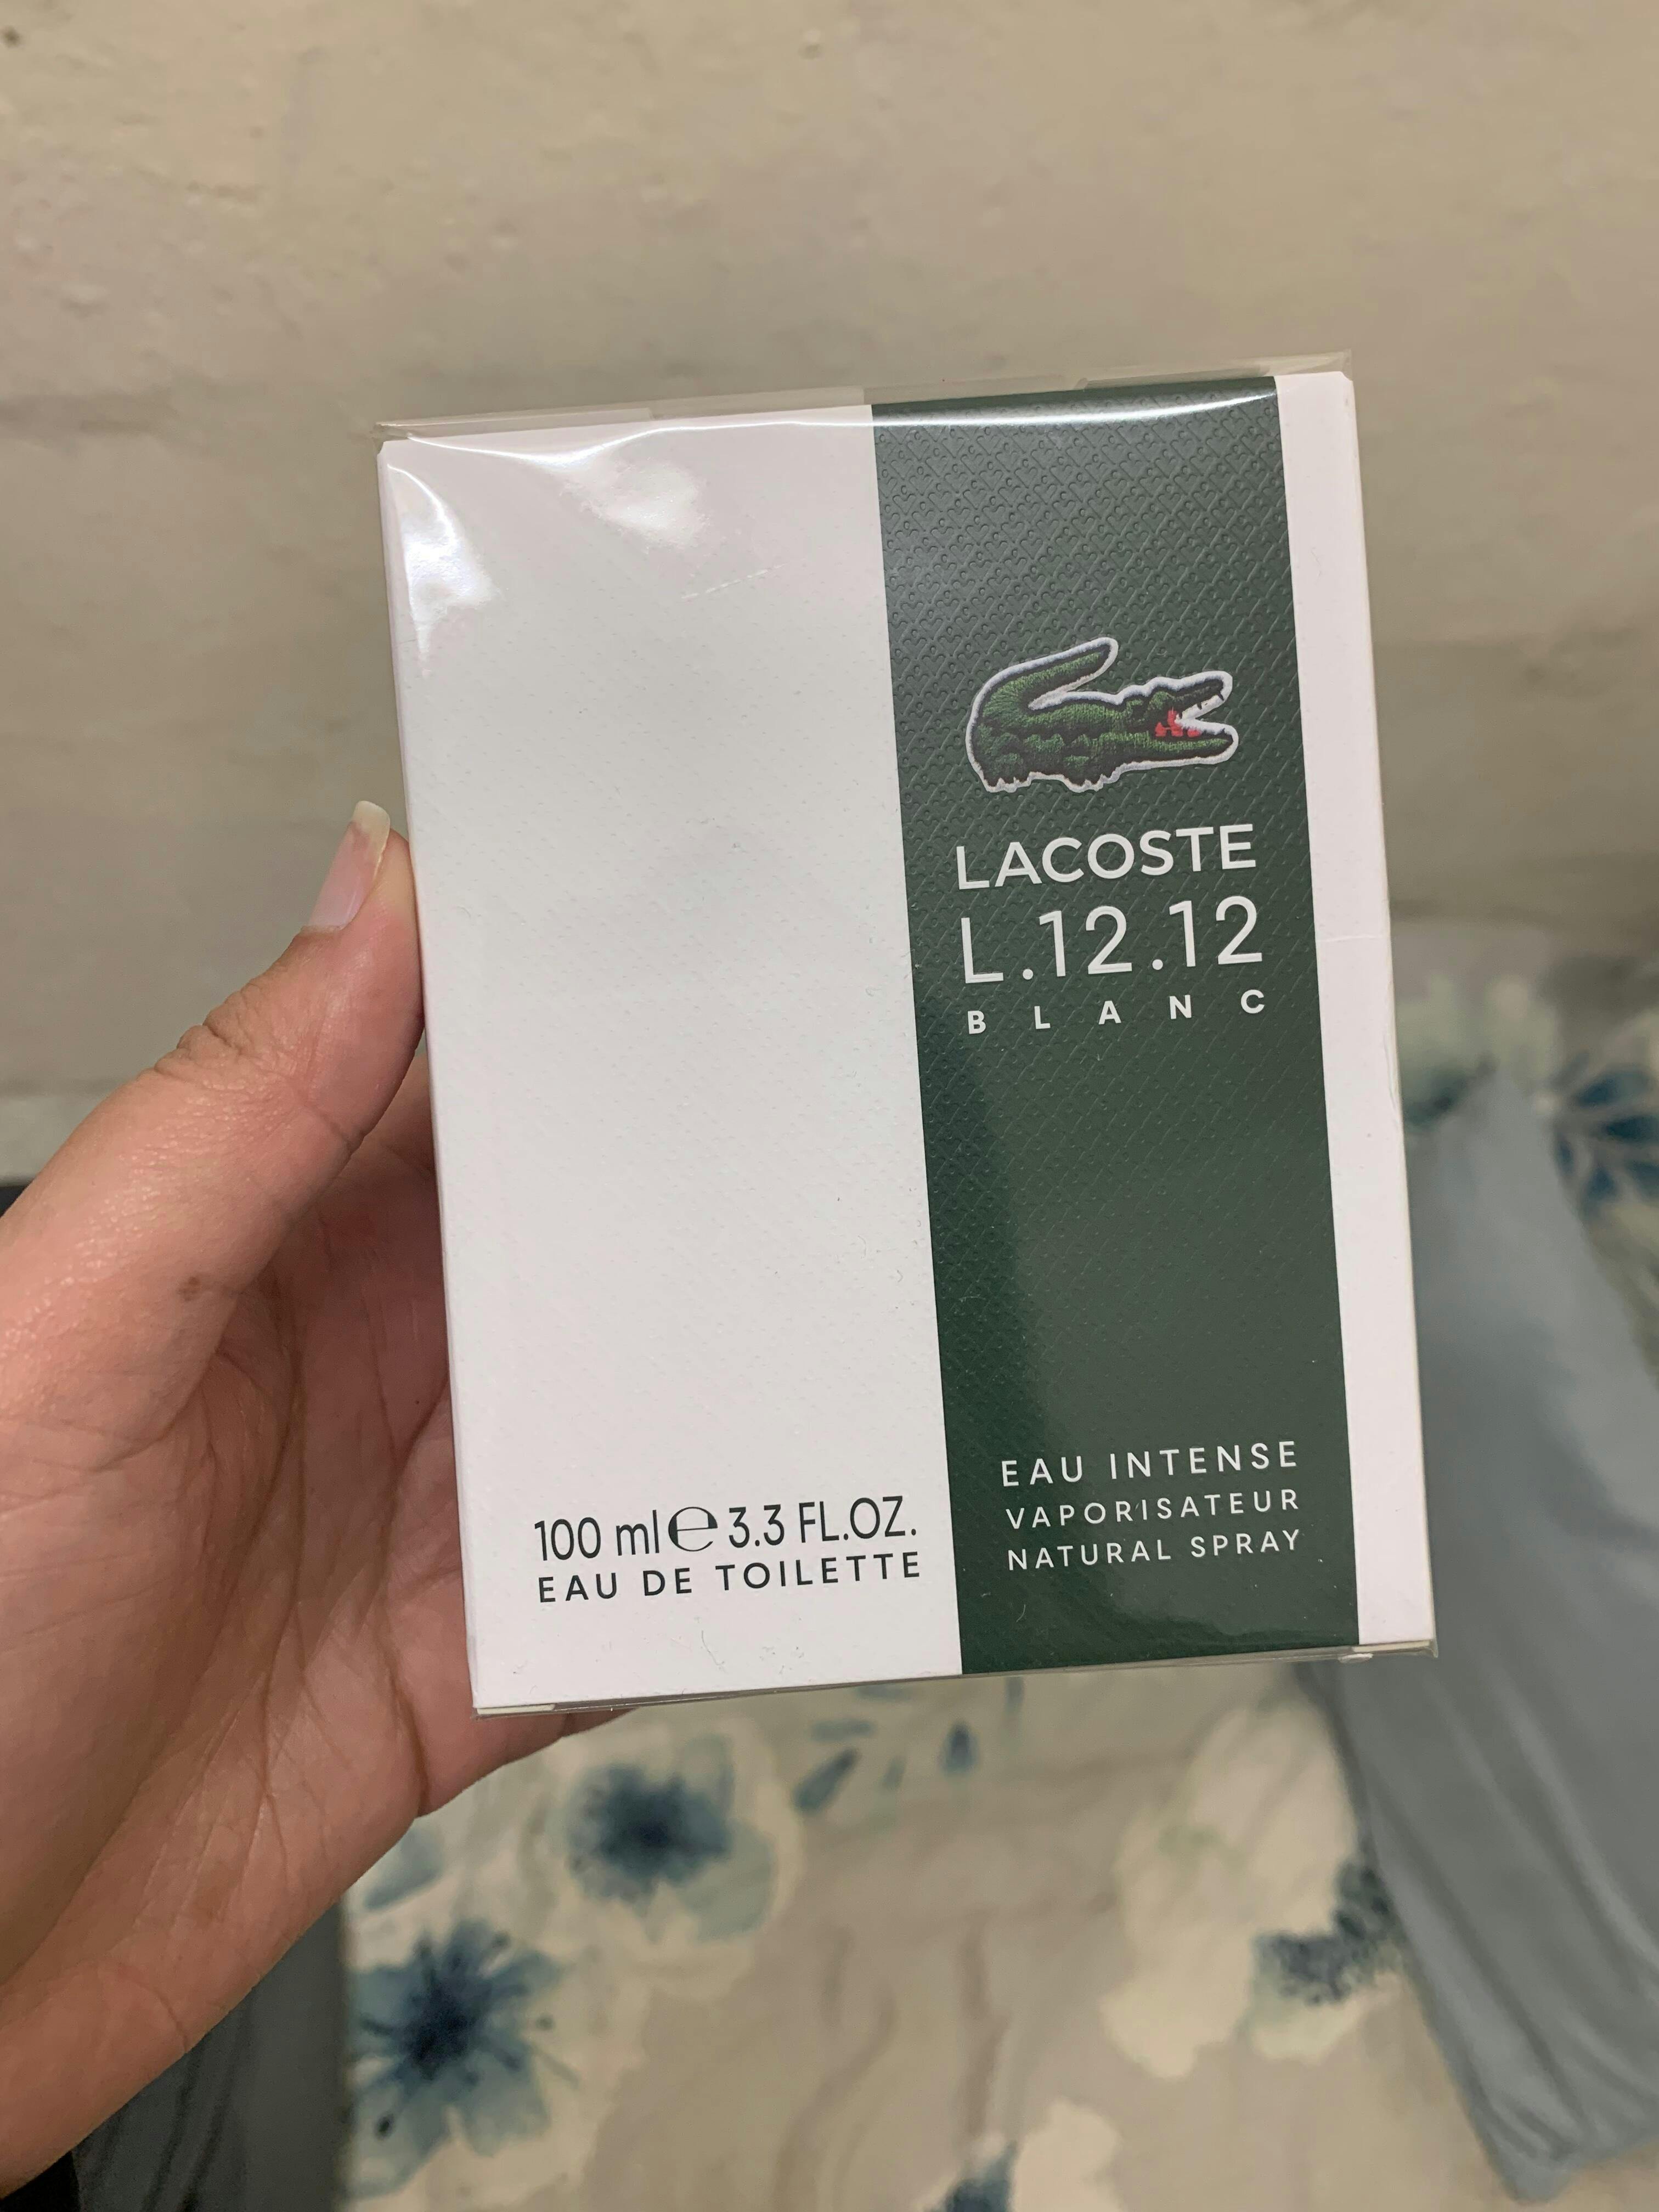 LACOSTE
L.12.12
BLANC
EAU INTENSE
VAPORISATEUR
NATURAL SPRAY
100 ml ℮ 3.3 FL.OZ.
EAU DE TOILETTE